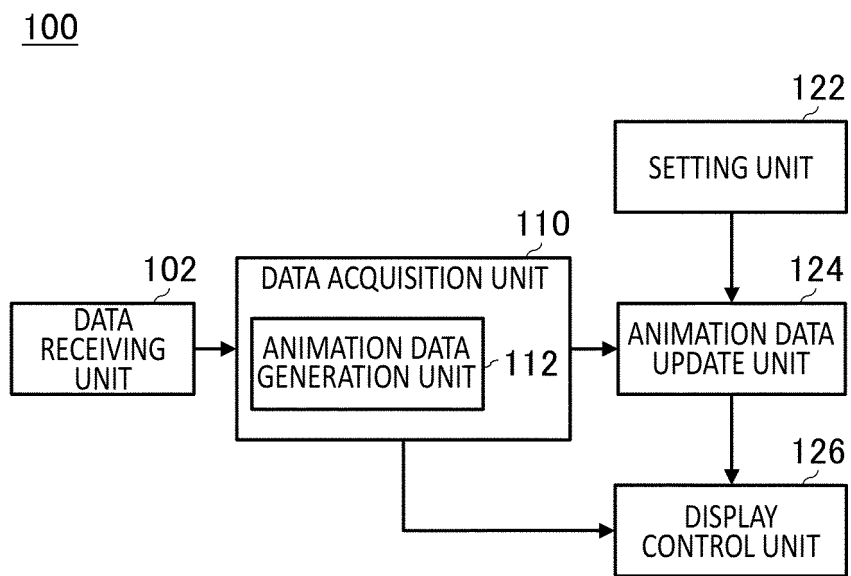 100
122
SETTING UNIT
110
DATA ACQUISITION UNIT
102
DATA
RECEIVING
UNIT
ANIMATION DATA
GENERATION UNIT
112
124
ANIMATION DATA
UPDATE UNIT
126
DISPLAY
CONTROL UNIT